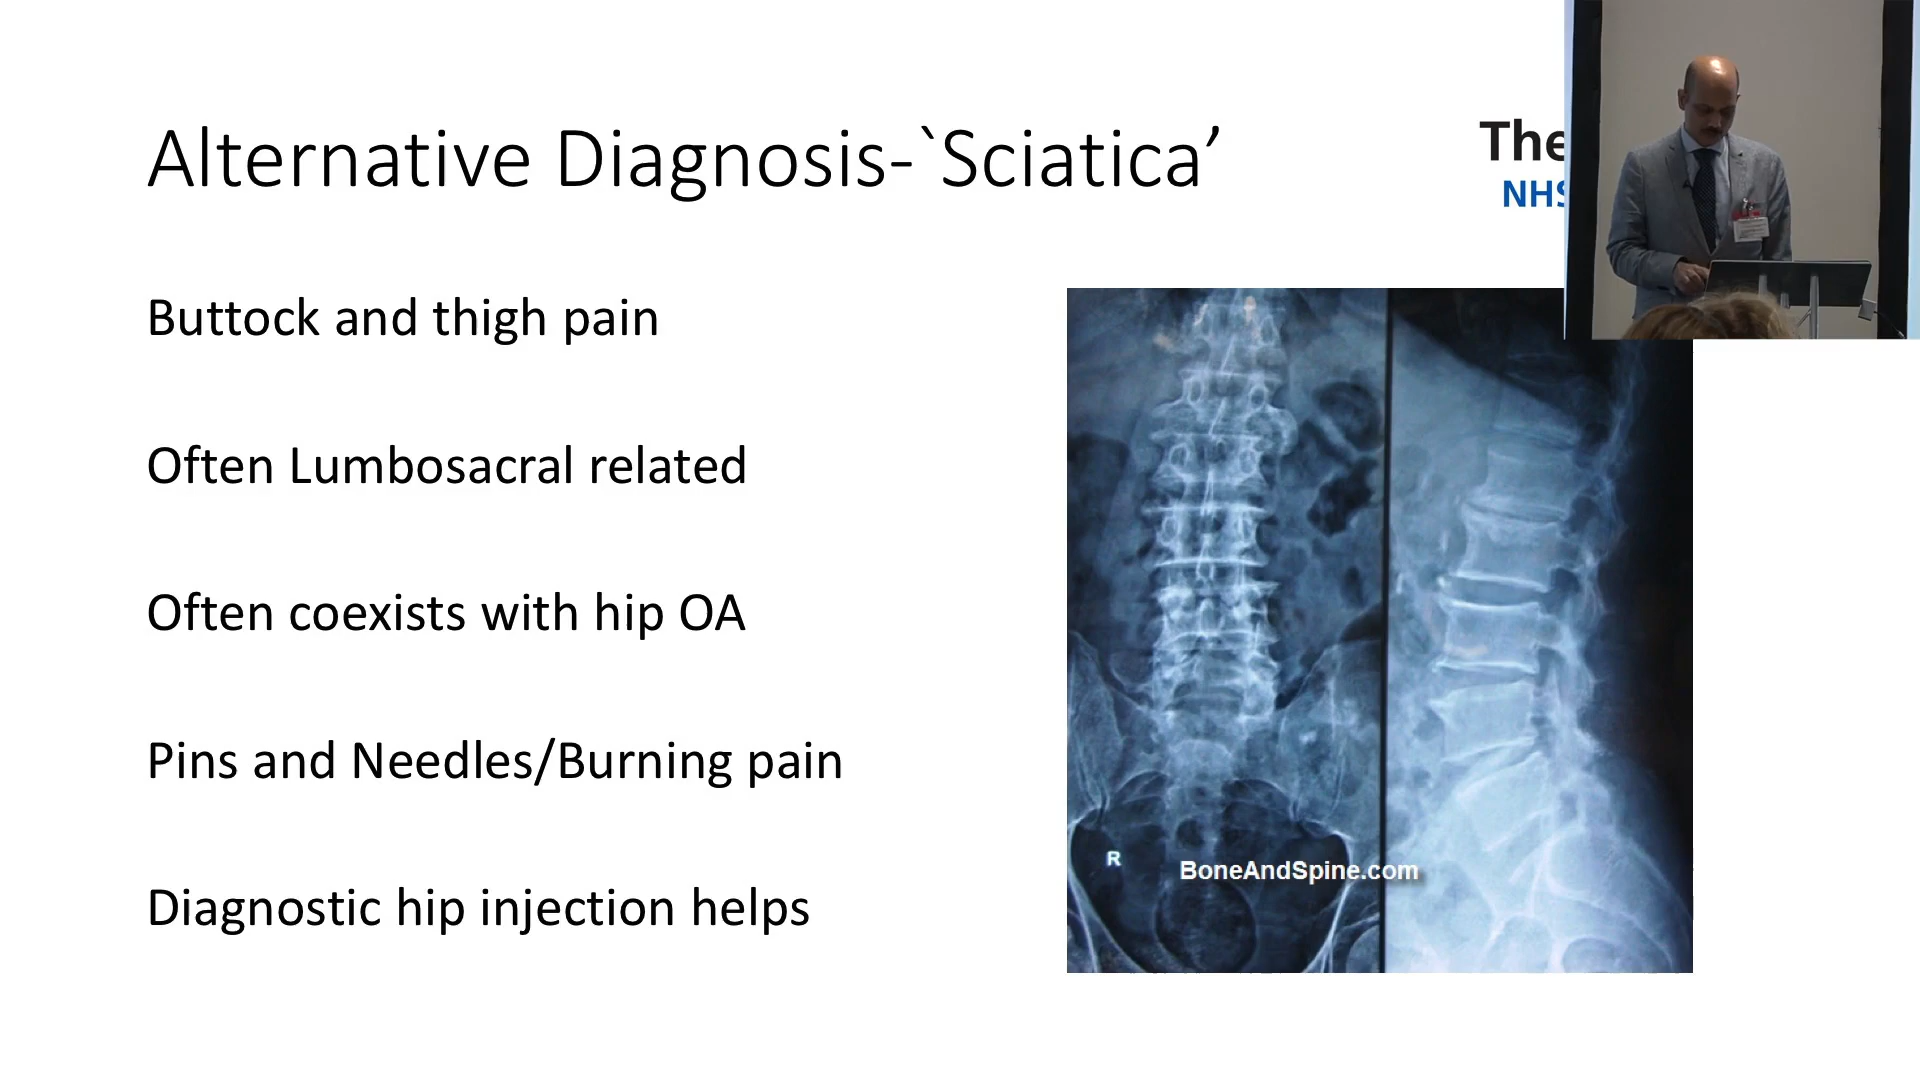 Alternative Diagnosis-`Sciatica’
The
NHS
Buttock and thigh pain
Often Lumbosacral related
Often coexists with hip OA
Pins and Needles/Burning pain
Diagnostic hip injection helps
R
BoneAndSpine.com